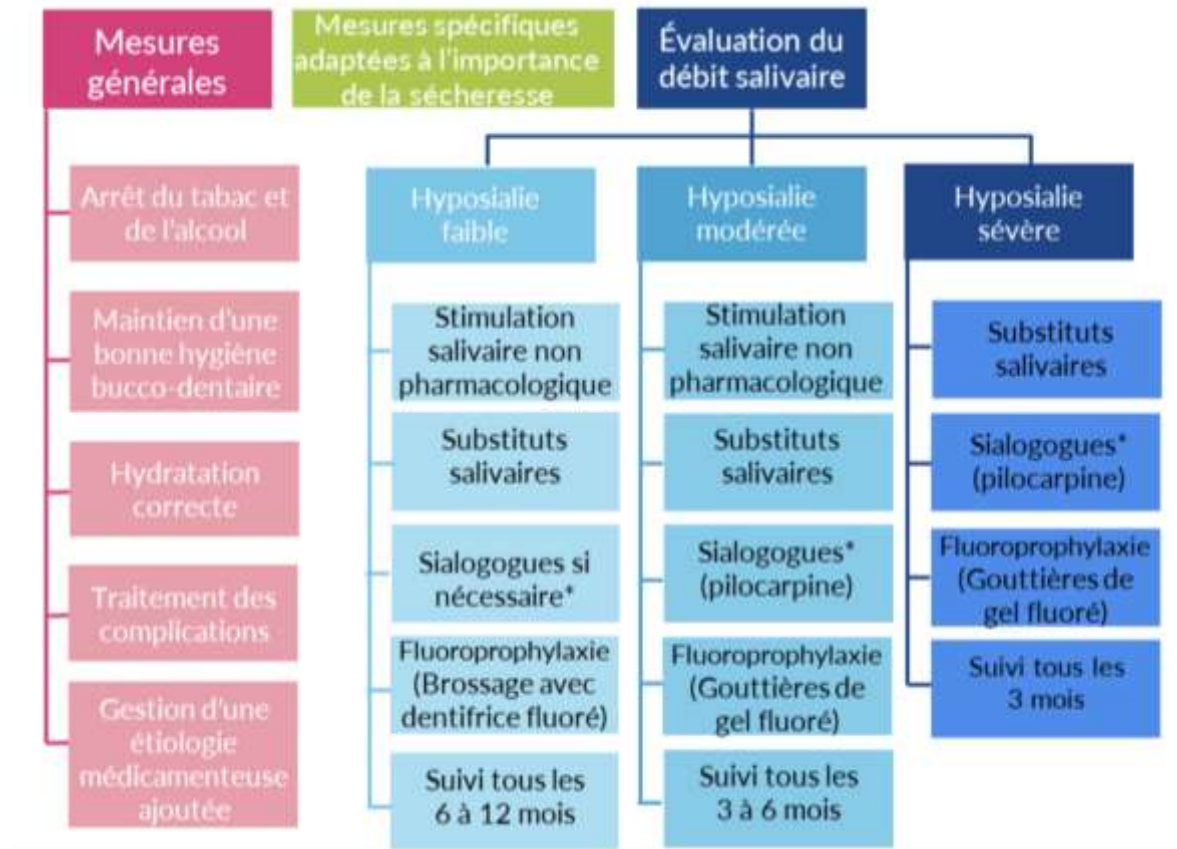 Mesures
générales
Mesures spécifiques
adaptées à l'importance
de la sécheresse
Évaluation du
débit salivaire
Arrêt du tabac et
de l'alcool
Maintien d'une
bonne hygiène
bucco-dentaire
Hydratation
correcte
Traitement des
complications
Gestion d'une
étiologie
médicamenteuse
ajoutée
Hyposialie
faible
Stimulation
salivaire non
pharmacologique
Substituts
salivaires
Sialogogues si
nécessaire*
Fluoroprophylaxie
(Brossage avec
dentifrice fluoré)
Suivi tous les
6 à 12 mois
Hyposialie
modérée
Stimulation
salivaire non
pharmacologique
Substituts
salivaires
Sialogogues*
(pilocarpine)
Fluoroprophylaxie
(Gouttières de
gel fluoré)
Suivi tous les
3 à 6 mois
Hyposialie
sévère
Substituts
salivaires
Sialogogues*
(pilocarpine)
Fluoroprophylaxie
(Gouttières de
gel fluoré)
Suivi tous les
3 mois